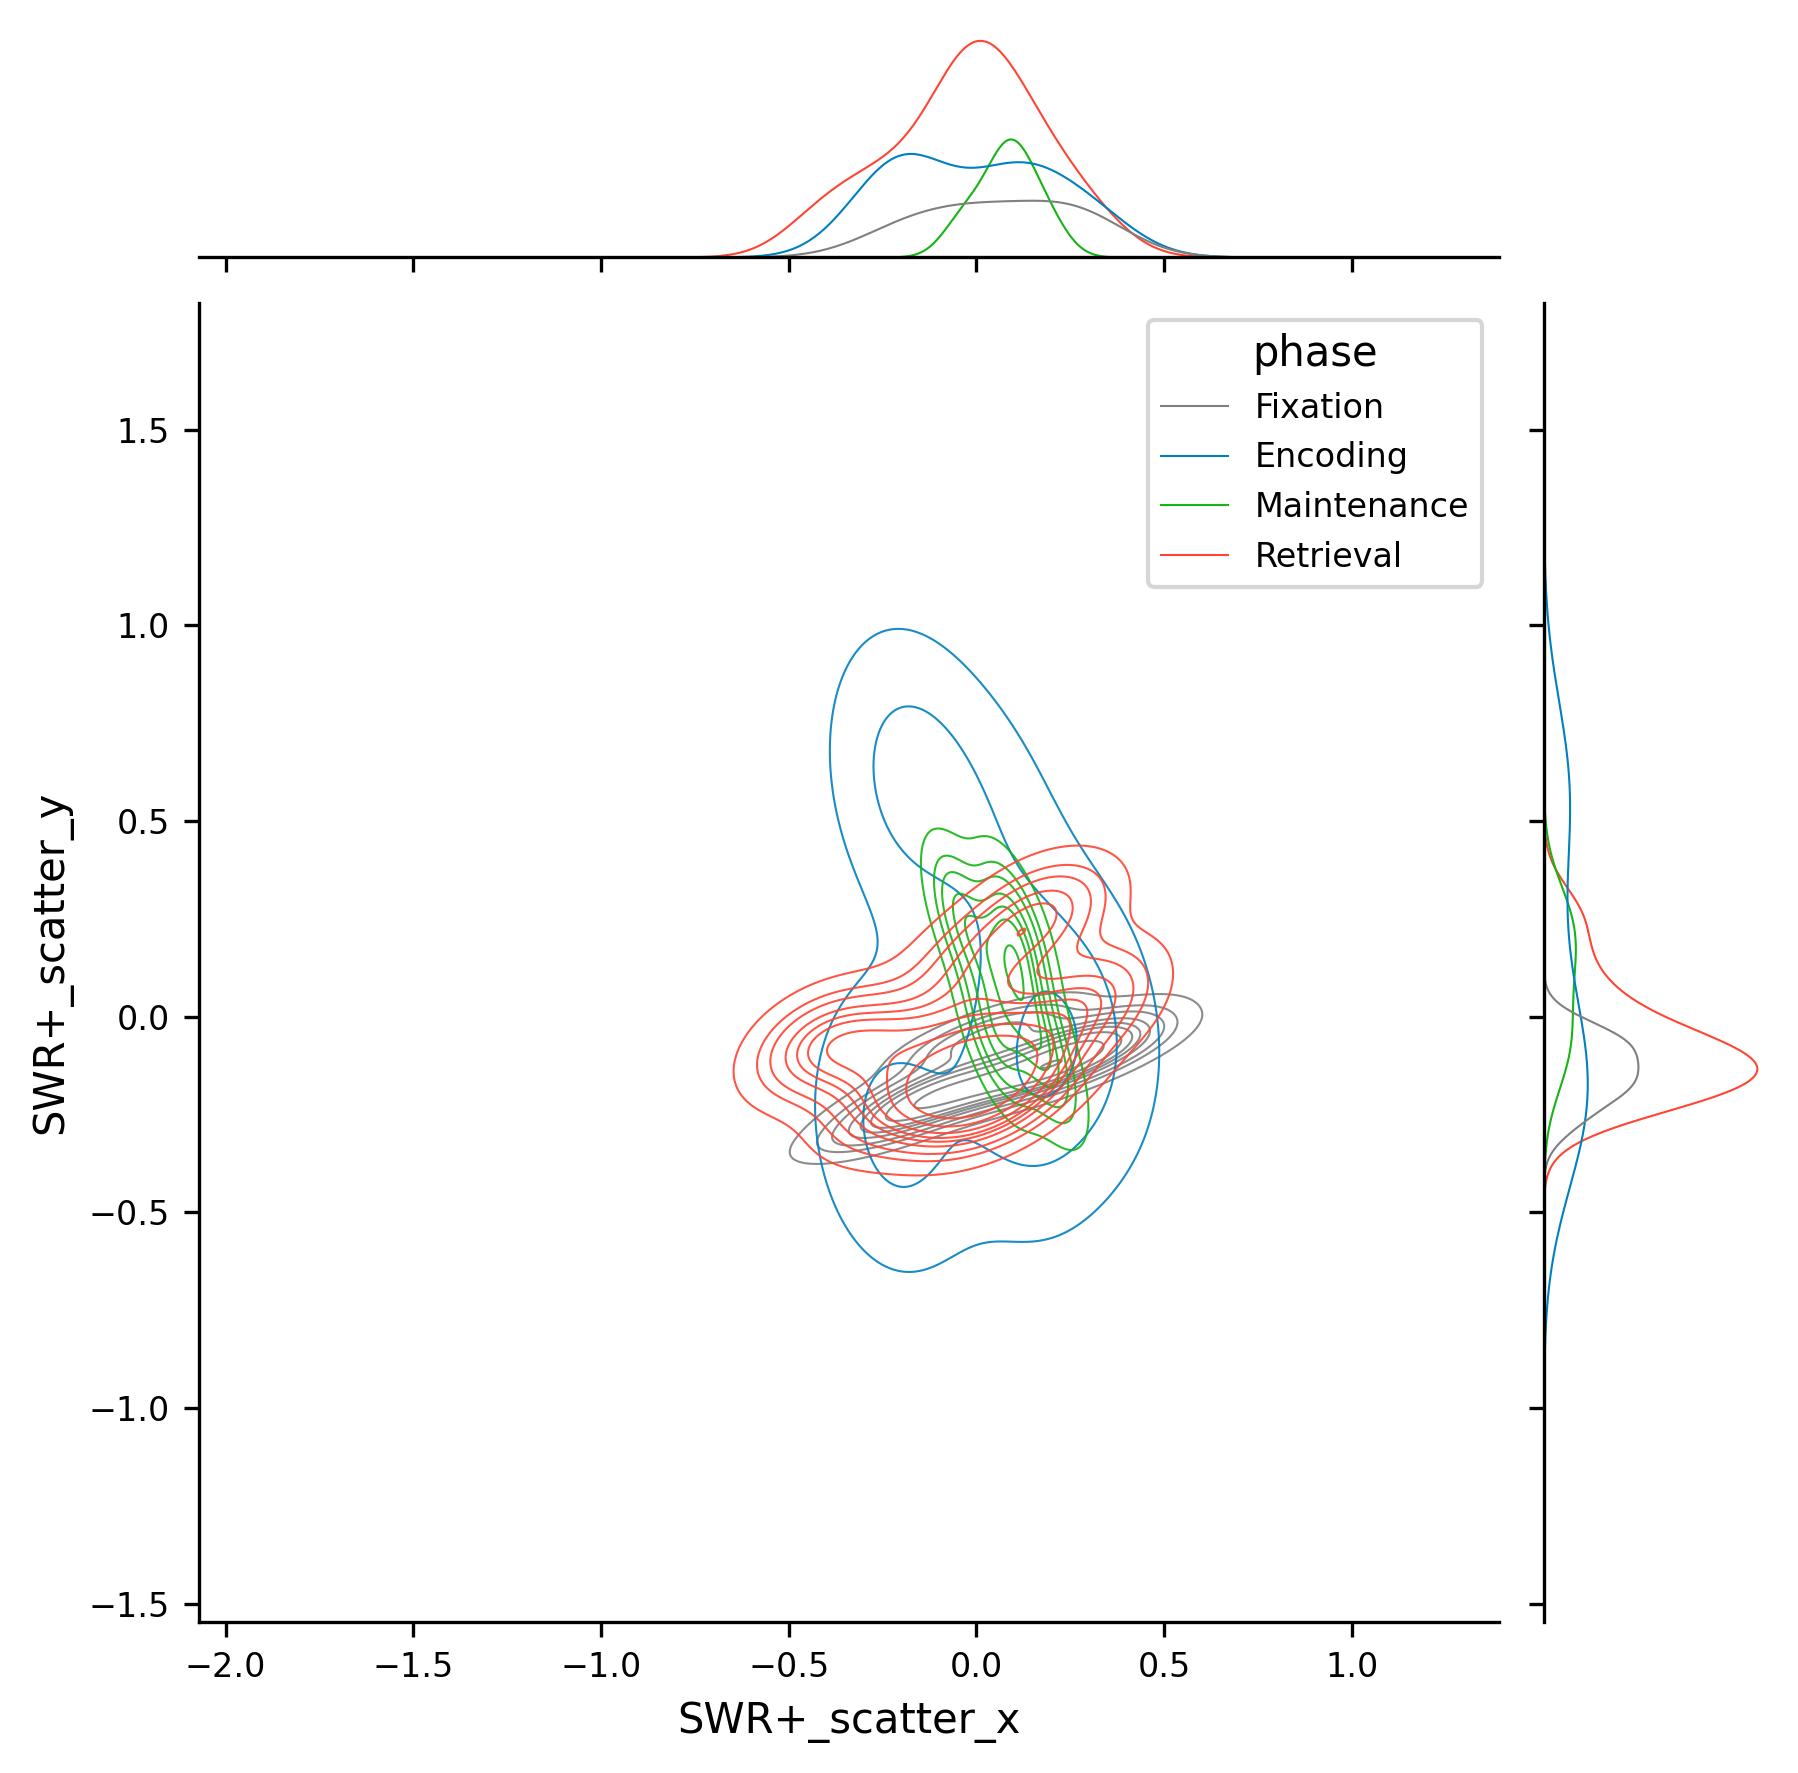 phase
Fixation
Encoding
Maintenance
Retrieval
1.5
1.0
0.5
0.0
−0.5
−1.0
−1.5
SWR+_scatter_y
−2.0 −1.5 −1.0 −0.5 0.0 0.5 1.0
SWR+_scatter_x